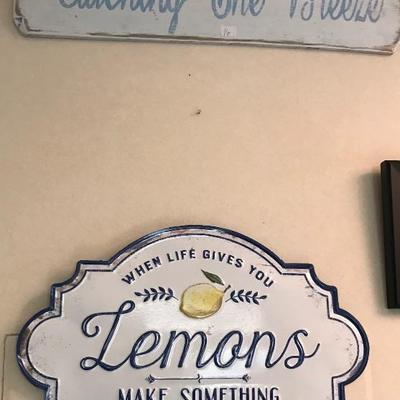 Catching The Breeze
WHEN LIFE GIVES YOU
Lemons
MAKE SOMETHING